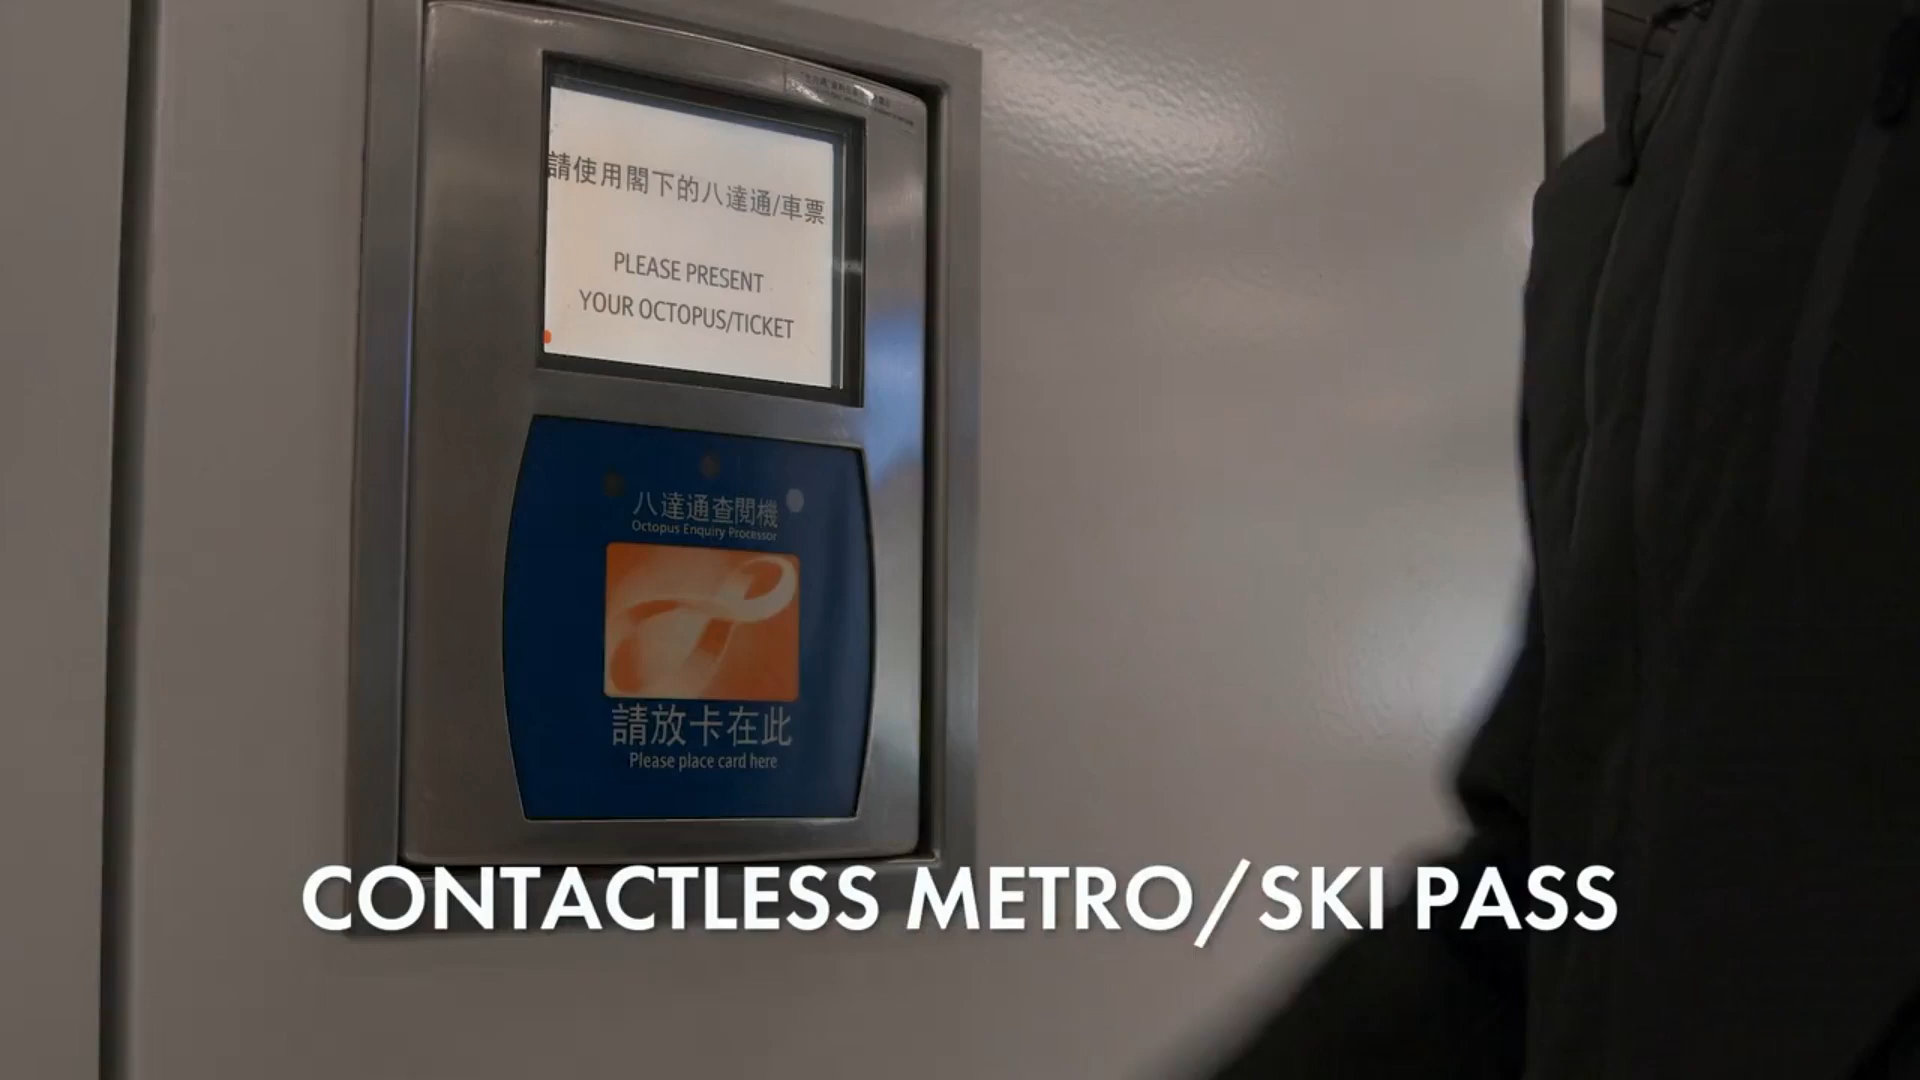 請使用閣下的八達通/車票
PLEASE PRESENT
YOUR OCTOPUS/TICKET
八達通查閱機
Octopus Enquiry Processor
請放卡在此
Please place card here
CONTACTLESS METRO/SKI PASS